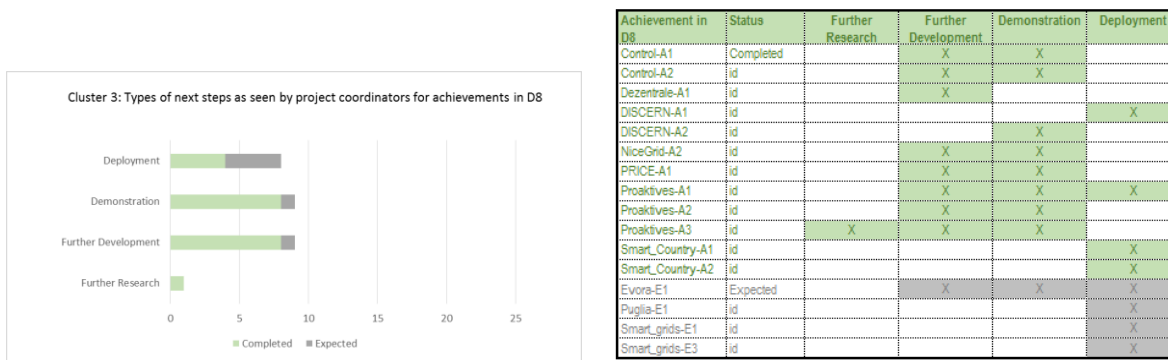 Cluster 3: Types of next steps as seen by project coordinators for achievements in D8
Deployment
Demonstration
Further Development
Further Research
0 5 10 15 20 25
Completed Expected
Achievement in D8 Status Further Research Further Development Demonstration Deployment
Control-A1 Completed X X
Control-A2 id X X
Dezentrale-A1 id X
DISCERN-A1 id X
DISCERN-A2 id X
NiceGrid-A2 id X X
PRICE-A1 id X X
Proaktives-A1 id X X X
Proaktives-A2 id X X
Proaktives-A3 id X X X
Smart_Country-A1 id X
Smart_Country-A2 id X
Evora-E1 Expected X X X
Puglia-E1 id X
Smart_grids-E1 id X
Smart_grids-E3 id X